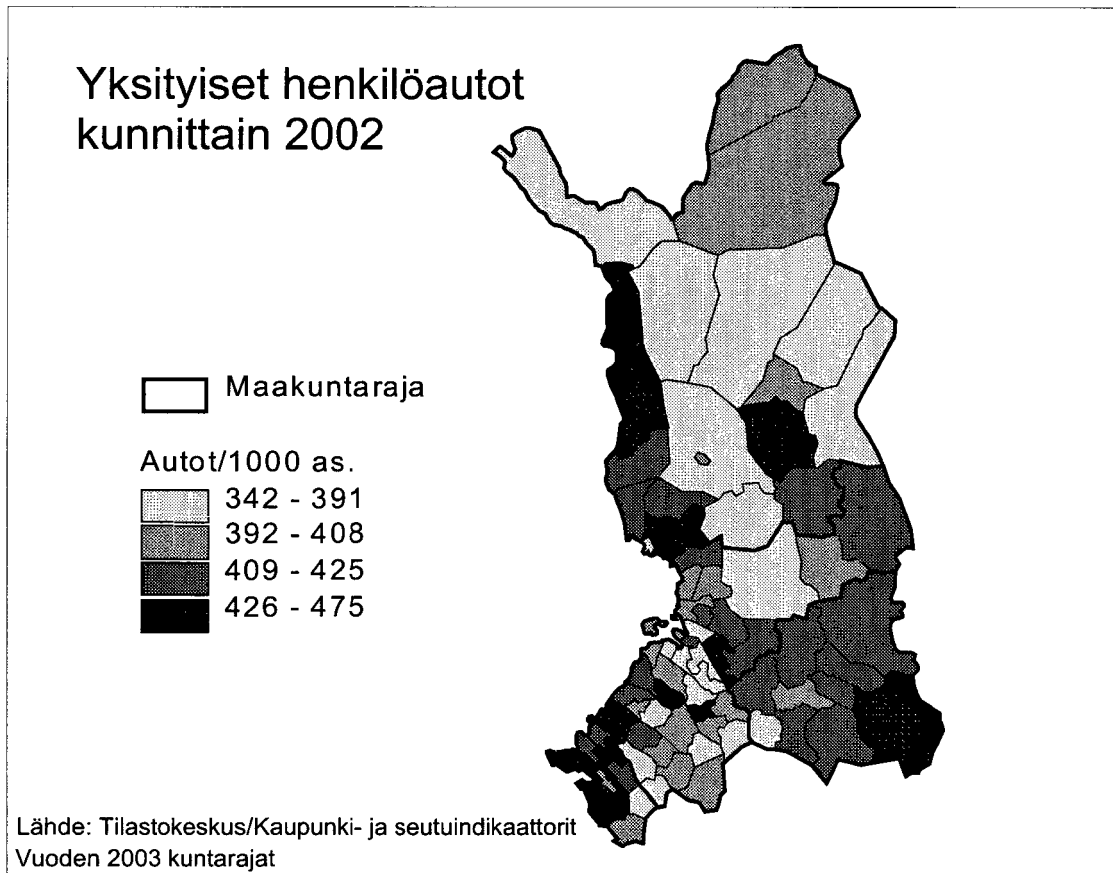 Yksityiset henkilöautot
kunnittain 2002
Maakuntaraja
Autot/1000 as.
342 - 391
392 - 408
409 - 425
426 - 475
Lähde: Tilastokeskus/Kaupunki- ja seutuindikaattorit
Vuoden 2003 kuntarajat